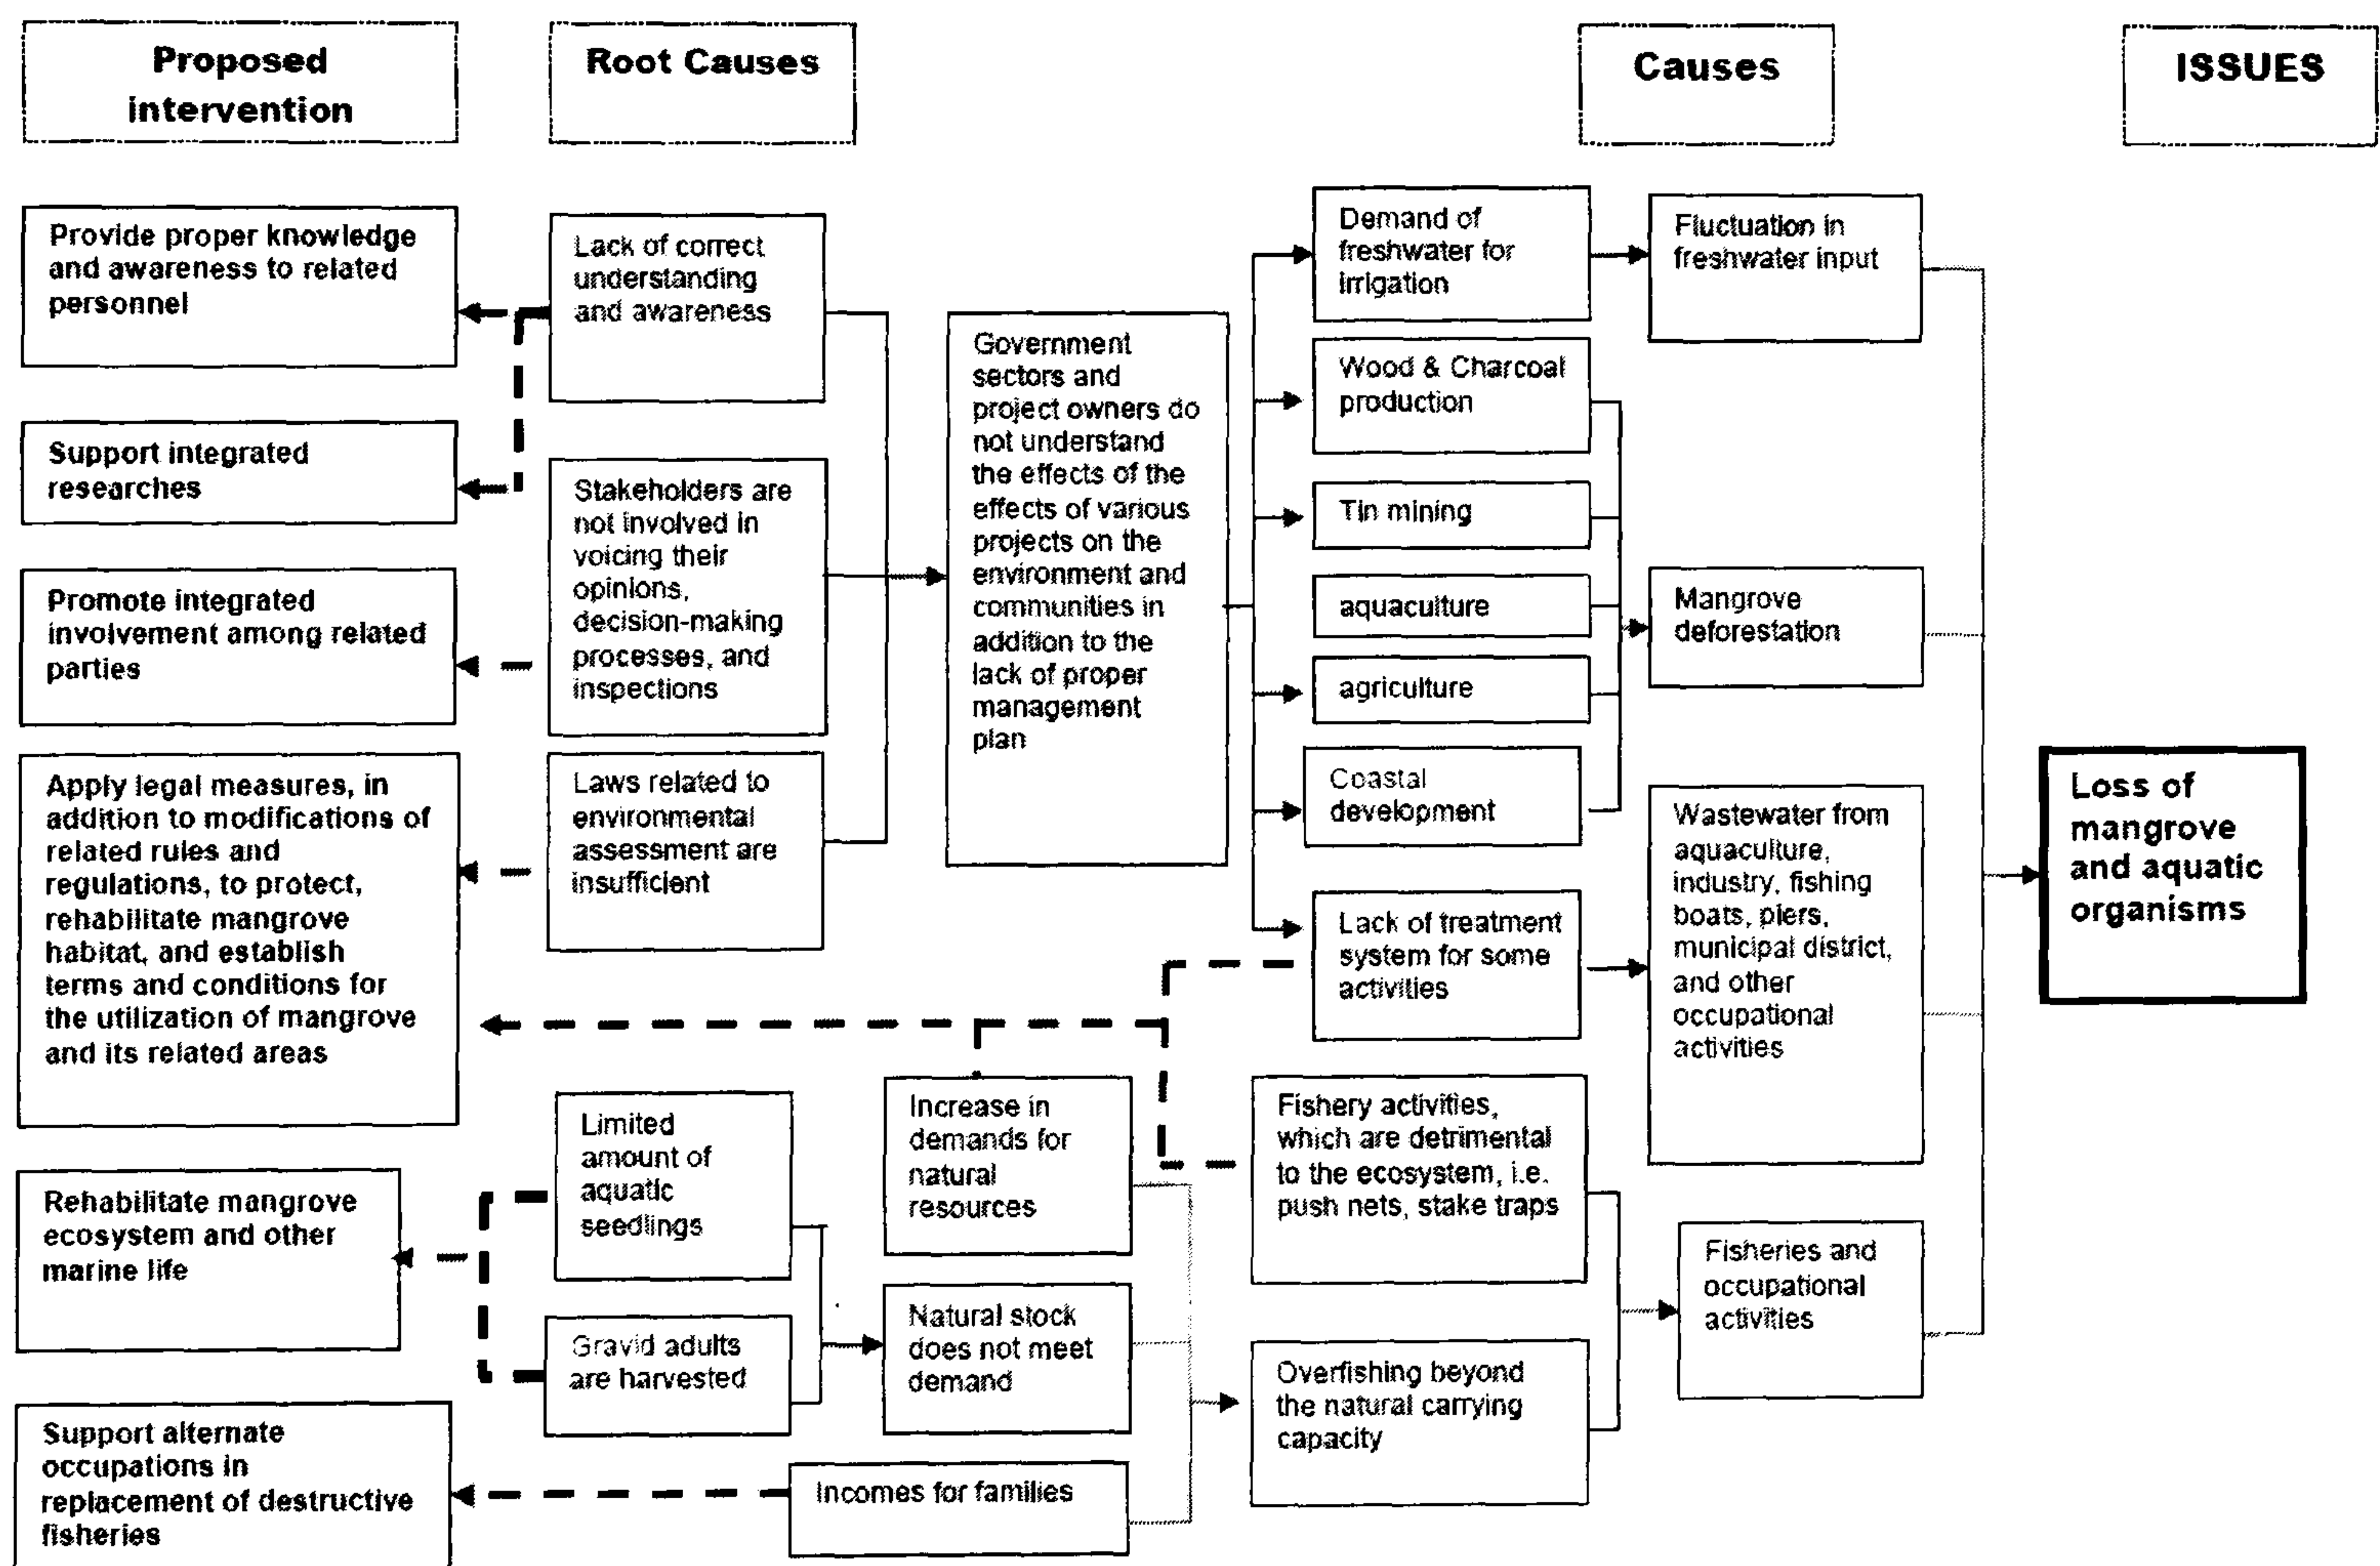 Proposed
intervention
Root Causes
Causes
ISSUES
Provide proper knowledge
and awareness to related
personnel
Support integrated
researches
Promote integrated
involvement among related
parties
Apply legal measures, in
addition to modifications of
related rules and
regulations, to protect,
rehabilitate mangrove
habitat, and establish
terms and conditions for
the utilization of mangrove
and its related areas
Rehabilitate mangrove
ecosystem and other
marine life
Support alternate
occupations in
replacement of destructive
fisheries
Lack of correct
understanding
and awareness
Stakeholders are
not involved in
voicing their
opinions,
decision-making
processes, and
inspections
Laws related to
environmental
assessment are
insufficient
Limited
amount of
aquatic
seedlings
Gravid adults
are harvested
Government
sectors and
project owners do
not understand
the effects of the
effects of various
projects on the
environment and
communities in
addition to the
lack of proper
management
plan
Increase in
demands for
natural
resources
Natural stock
does not meet
demand
Incomes for families
Demand of
freshwater for
irrigation
Wood & Charcoal
production
Tin mining
aquaculture
agriculture
Coastal
development
Lack of treatment
system for some
activities
Fishery activities,
which are detrimental
to the ecosystem, i.e.
push nets, stake traps
Overfishing beyond
the natural carrying
capacity
Fluctuation in
freshwater input
Mangrove
deforestation
Wastewater from
aquaculture,
industry, fishing
boats, piers,
municipal district,
and other
occupational
activities
Fisheries and
occupational
activities
Loss of
mangrove
and aquatic
organisms